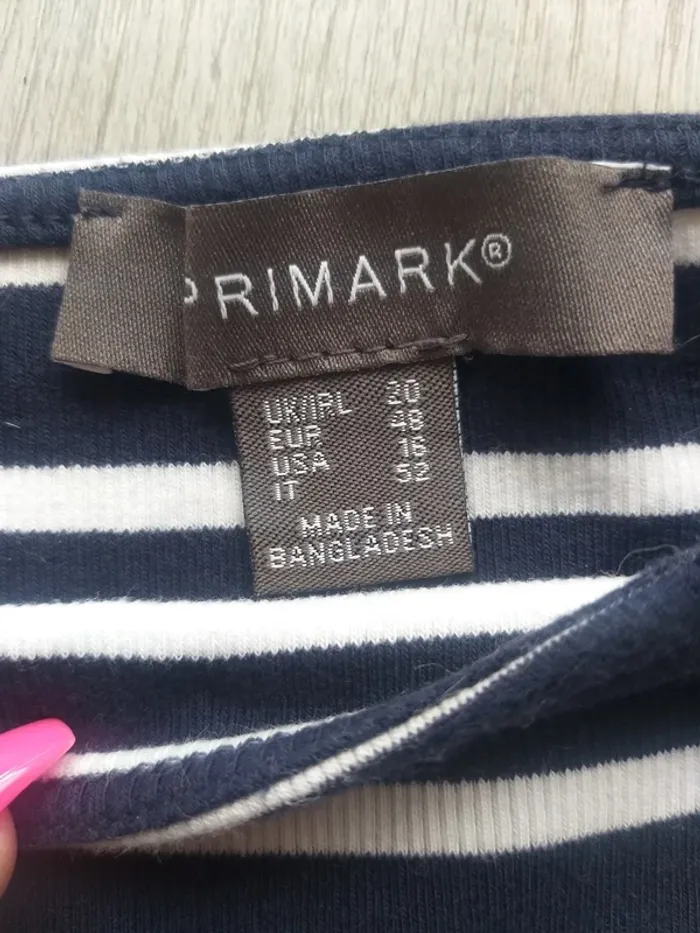 PRIMARK®
UK/IRL 20
EUR 48
USA 16
IT 52
MADE IN
BANGLADESH